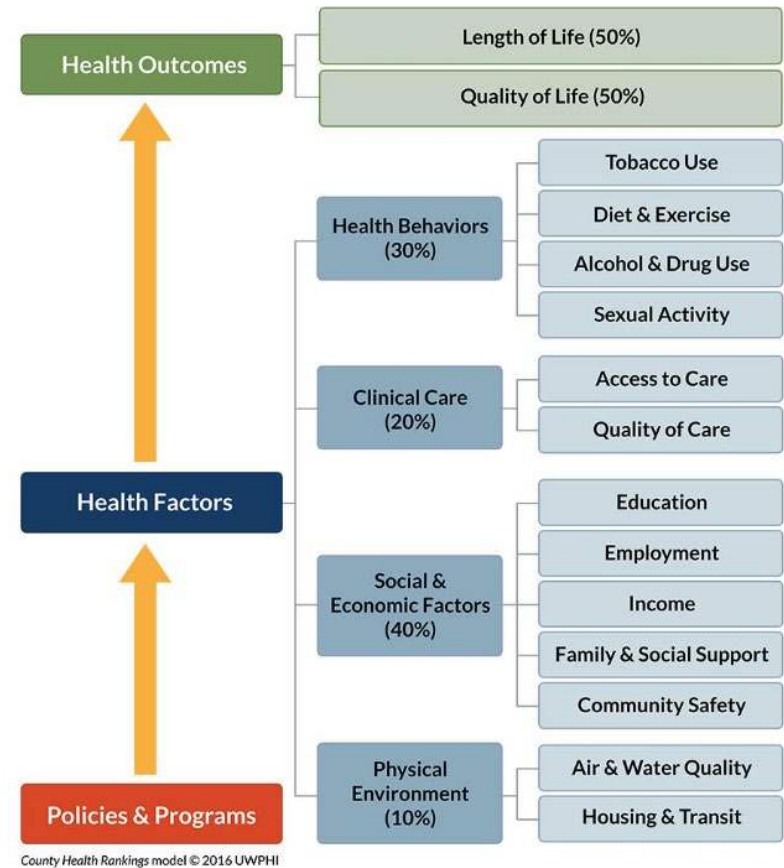 Health Outcomes
Length of Life (50%)
Quality of Life (50%)
Health Behaviors
(30%)
Tobacco Use
Diet & Exercise
Alcohol & Drug Use
Sexual Activity
Clinical Care
(20%)
Access to Care
Quality of Care
Health Factors
Social &
Economic Factors
(40%)
Education
Employment
Income
Family & Social Support
Community Safety
Physical
Environment
(10%)
Air & Water Quality
Housing & Transit
Policies & Programs
County Health Rankings model © 2016 UWPHI